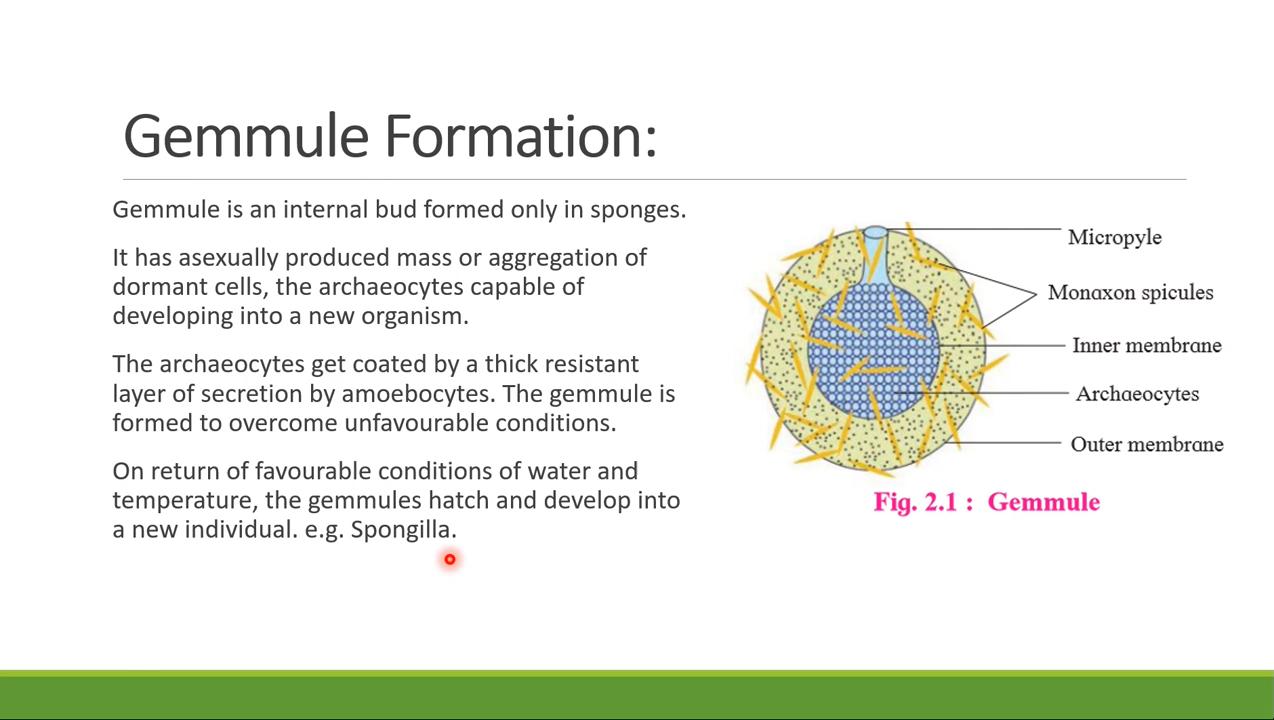 Gemmule Formation:
Gemmule is an internal bud formed only in sponges.
It has asexually produced mass or aggregation of
dormant cells, the archaeocytes capable of
developing into a new organism.
The archaeocytes get coated by a thick resistant
layer of secretion by amoebocytes. The gemmule is
formed to overcome unfavourable conditions.
On return of favourable conditions of water and
temperature, the gemmules hatch and develop into
a new individual. e.g. Spongilla.
Micropyle
Monaxon spicules
Inner membrane
Archaeocytes
Outer membrane
Fig. 2.1 : Gemmule